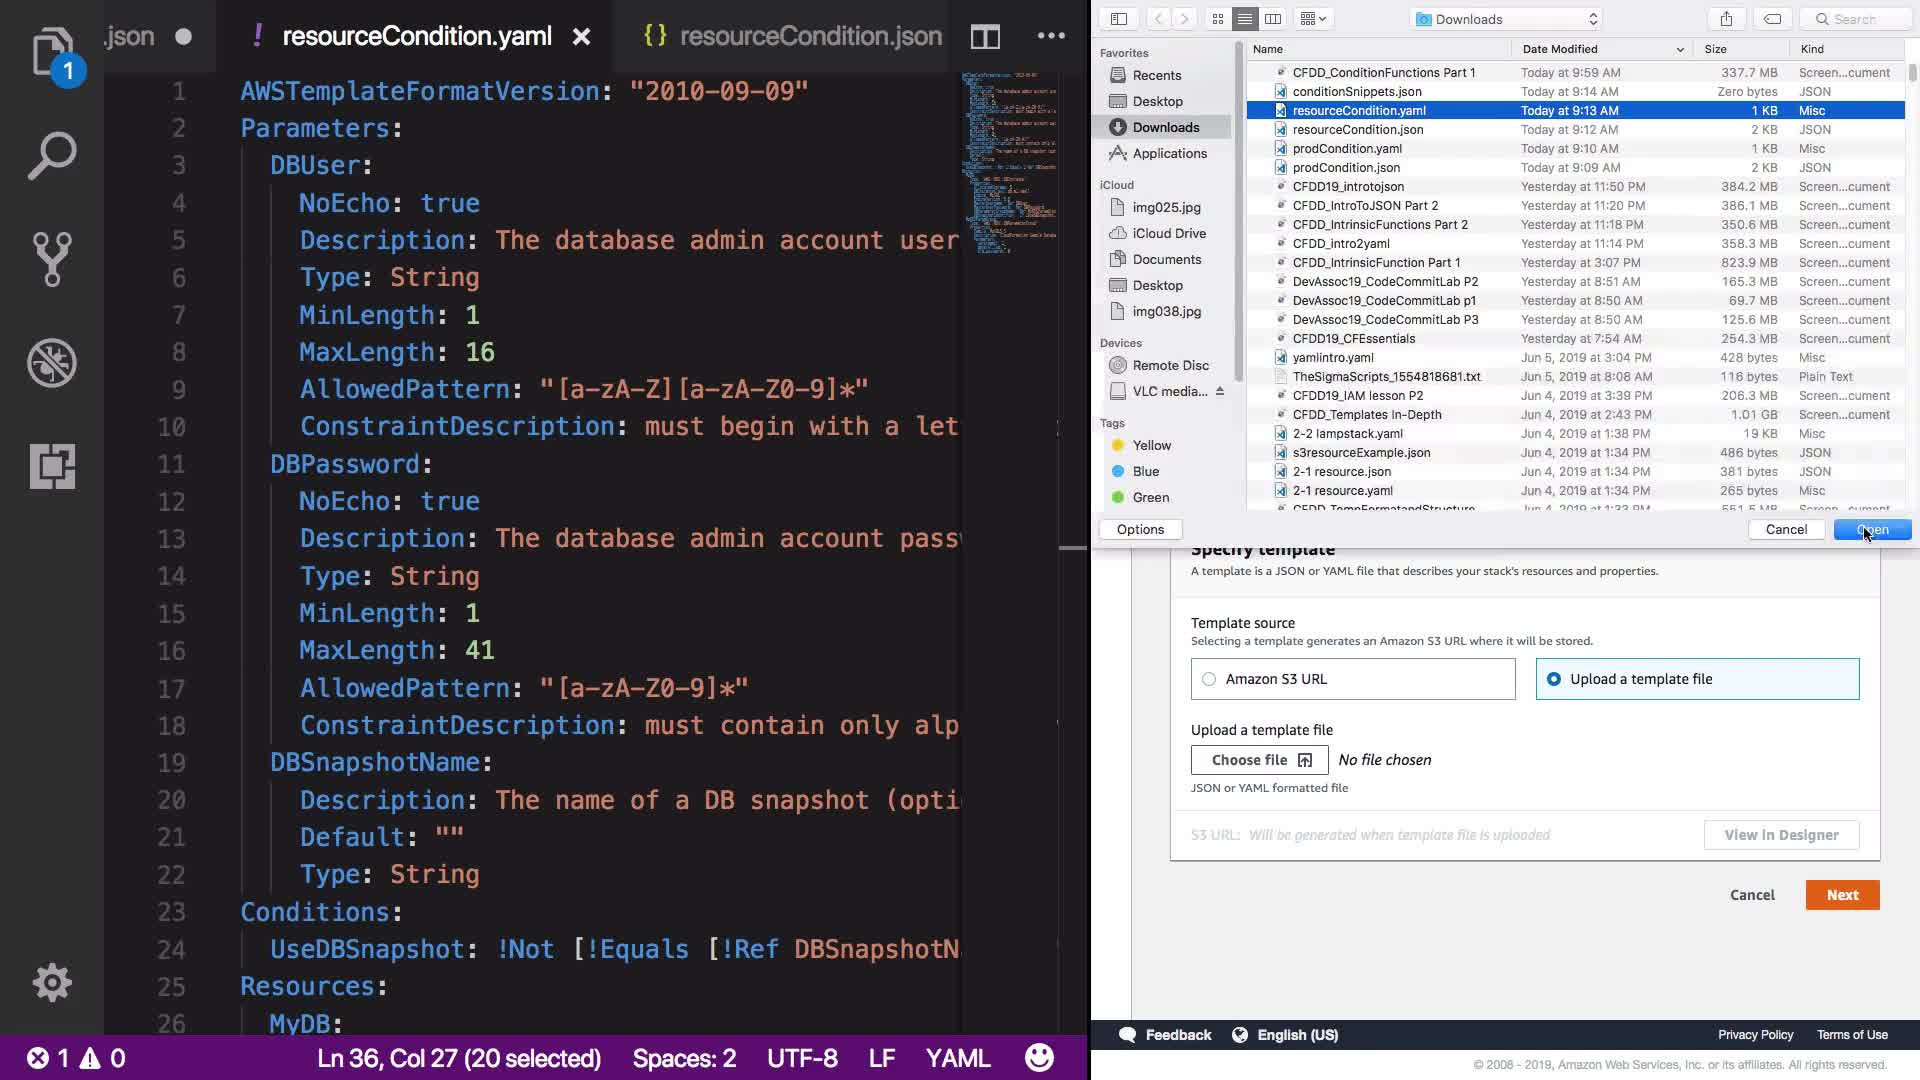 1
.json
! resourceCondition.yaml
{} resourceCondition.json
1 AWSTemplateFormatVersion: "2010-09-09"
2 Parameters:
3 DBUser:
4 NoEcho: true
5 Description: The database admin account user
6 Type: String
7 MinLength: 1
8 MaxLength: 16
9 AllowedPattern: "[a-zA-Z][a-zA-Z0-9]*"
10 ConstraintDescription: must begin with a let
11 DBPassword:
12 NoEcho: true
13 Description: The database admin account pass
14 Type: String
15 MinLength: 1
16 MaxLength: 41
17 AllowedPattern: "[a-zA-Z0-9]*"
18 ConstraintDescription: must contain only alp
19 DBSnapshotName:
20 Description: The name of a DB snapshot (opti
21 Default: ""
22 Type: String
23 Conditions:
24 UseDBSnapshot: !Not [!Equals [!Ref DBSnapshotN
25 Resources:
26 MyDB:
1 0
Ln 36, Col 27 (20 selected)
Spaces: 2
UTF-8
LF
YAML
Downloads
Search
Favorites
Recents
Desktop
Downloads
Applications
iCloud
img025.jpg
iCloud Drive
Documents
Desktop
img038.jpg
Devices
Remote Disc
VLC media...
Tags
Yellow
Blue
Green
Name Date Modified Size Kind
CFDD_ConditionFunctions Part 1 Today at 9:59 AM 337.7 MB Screen...cument
conditionSnippets.json Today at 9:14 AM Zero bytes JSON
resourceCondition.yaml Today at 9:13 AM 1 KB Misc
resourceCondition.json Today at 9:12 AM 2 KB JSON
prodCondition.yaml Today at 9:10 AM 1 KB Misc
prodCondition.json Today at 9:09 AM 2 KB JSON
CFDD19_introtojson Yesterday at 11:50 PM 384.2 MB Screen...cument
CFDD_IntroToJSON Part 2 Yesterday at 11:20 PM 386.1 MB Screen...cument
CFDD_IntrinsicFunctions Part 2 Yesterday at 11:18 PM 350.6 MB Screen...cument
CFDD_intro2yaml Yesterday at 11:14 PM 358.3 MB Screen...cument
CFDD_IntrinsicFunction Part 1 Yesterday at 3:07 PM 823.9 MB Screen...cument
DevAssoc19_CodeCommitLab P2 Yesterday at 8:51 AM 165.3 MB Screen...cument
DevAssoc19_CodeCommitLab p1 Yesterday at 8:50 AM 69.7 MB Screen...cument
DevAssoc19_CodeCommitLab P3 Yesterday at 8:50 AM 125.6 MB Screen...cument
CFDD19_CFEssentials Yesterday at 7:54 AM 254.3 MB Screen...cument
yamlintro.yaml Jun 5, 2019 at 3:04 PM 428 bytes Misc
TheSigmaScripts_1554818681.txt Jun 5, 2019 at 8:08 AM 116 bytes Plain Text
CFDD19_IAM lesson P2 Jun 4, 2019 at 3:39 PM 206.3 MB Screen...cument
CFDD_Templates In-Depth Jun 4, 2019 at 2:43 PM 1.01 GB Screen...cument
2-2 lampstack.yaml Jun 4, 2019 at 1:38 PM 19 KB Misc
s3resourceExample.json Jun 4, 2019 at 1:34 PM 486 bytes JSON
2-1 resource.json Jun 4, 2019 at 1:34 PM 381 bytes JSON
2-1 resource.yaml Jun 4, 2019 at 1:34 PM 265 bytes Misc
CFDD_TempFormatandStructure Jun 4, 2019 at 1:33 PM 551.5 MB Screen...cument
Options
Cancel
Open
Specify template
A template is a JSON or YAML file that describes your stack's resources and properties.
Template source
Selecting a template generates an Amazon S3 URL where it will be stored.
Amazon S3 URL
Upload a template file
Upload a template file
Choose file No file chosen
JSON or YAML formatted file
S3 URL: Will be generated when template file is uploaded
View in Designer
Cancel
Next
Feedback
English (US)
Privacy Policy
Terms of Use
© 2008 - 2019, Amazon Web Services, Inc. or its affiliates. All rights reserved.